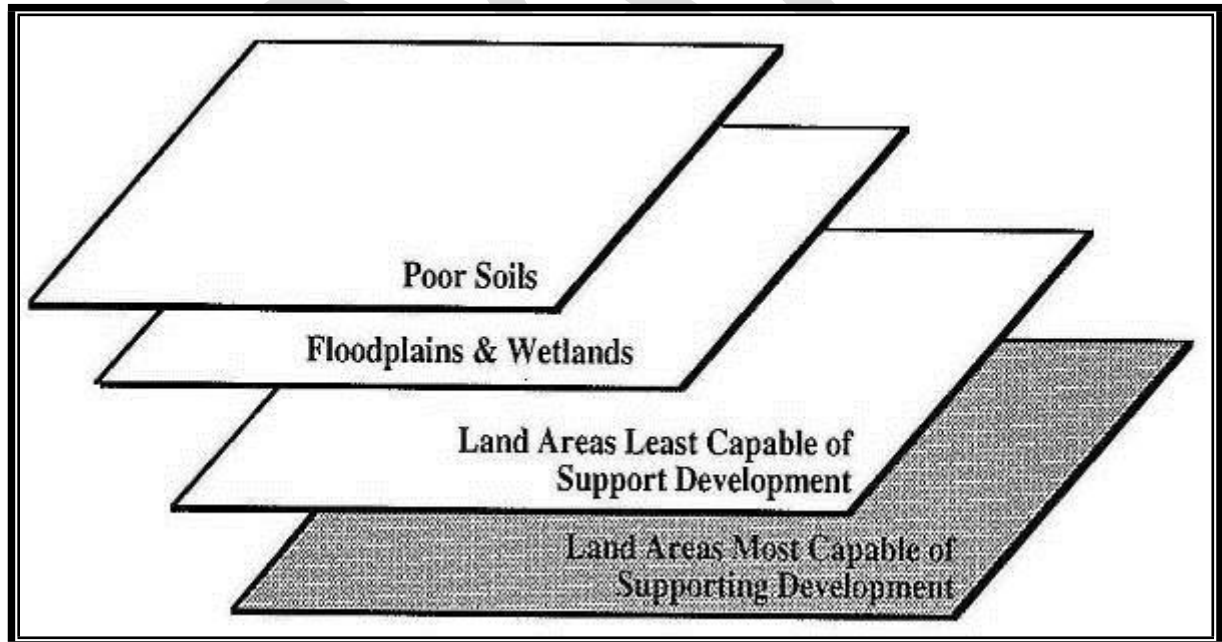 Poor Soils
Floodplains & Wetlands
Land Areas Least Capable of
Support Development
Land Areas Most Capable of
Supporting Development